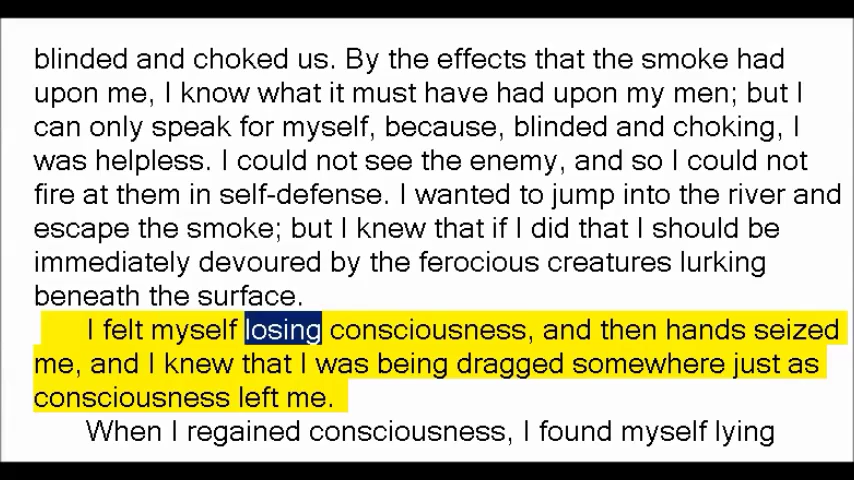 blinded and choked us. By the effects that the smoke had
upon me, I know what it must have had upon my men; but I
can only speak for myself, because, blinded and choking, I
was helpless. I could not see the enemy, and so I could not
fire at them in self-defense. I wanted to jump into the river and
escape the smoke; but I knew that if I did that I should be
immediately devoured by the ferocious creatures lurking
beneath the surface.
I felt myself losing consciousness, and then hands seized
me, and I knew that I was being dragged somewhere just as
consciousness left me.
When I regained consciousness, I found myself lying